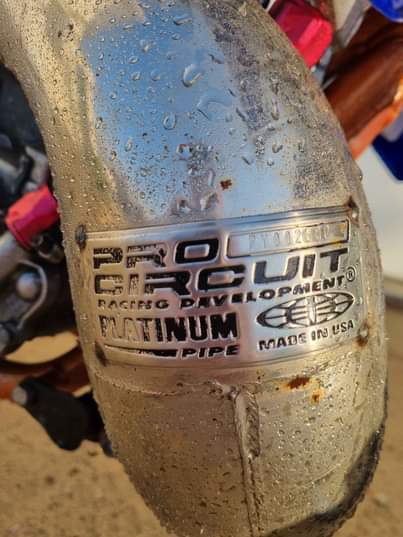 PRO
CIRCUIT®
RACING DEVELOPMENT
PLATINUM
PIPE
MADE IN USA